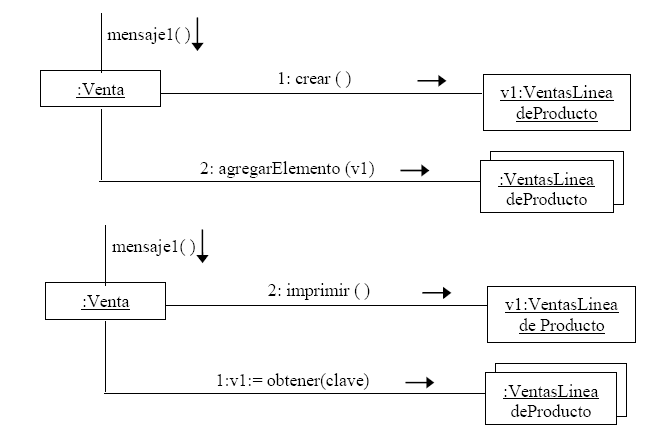 mensaje1( )
1: crear ( )
:Venta
v1:VentasLinea
deProducto
2: agregarElemento (v1)
:VentasLinea
deProducto
mensaje1( )
2: imprimir ( )
:Venta
v1:VentasLinea
de Producto
1:v1:= obtener(clave)
:VentasLinea
deProducto